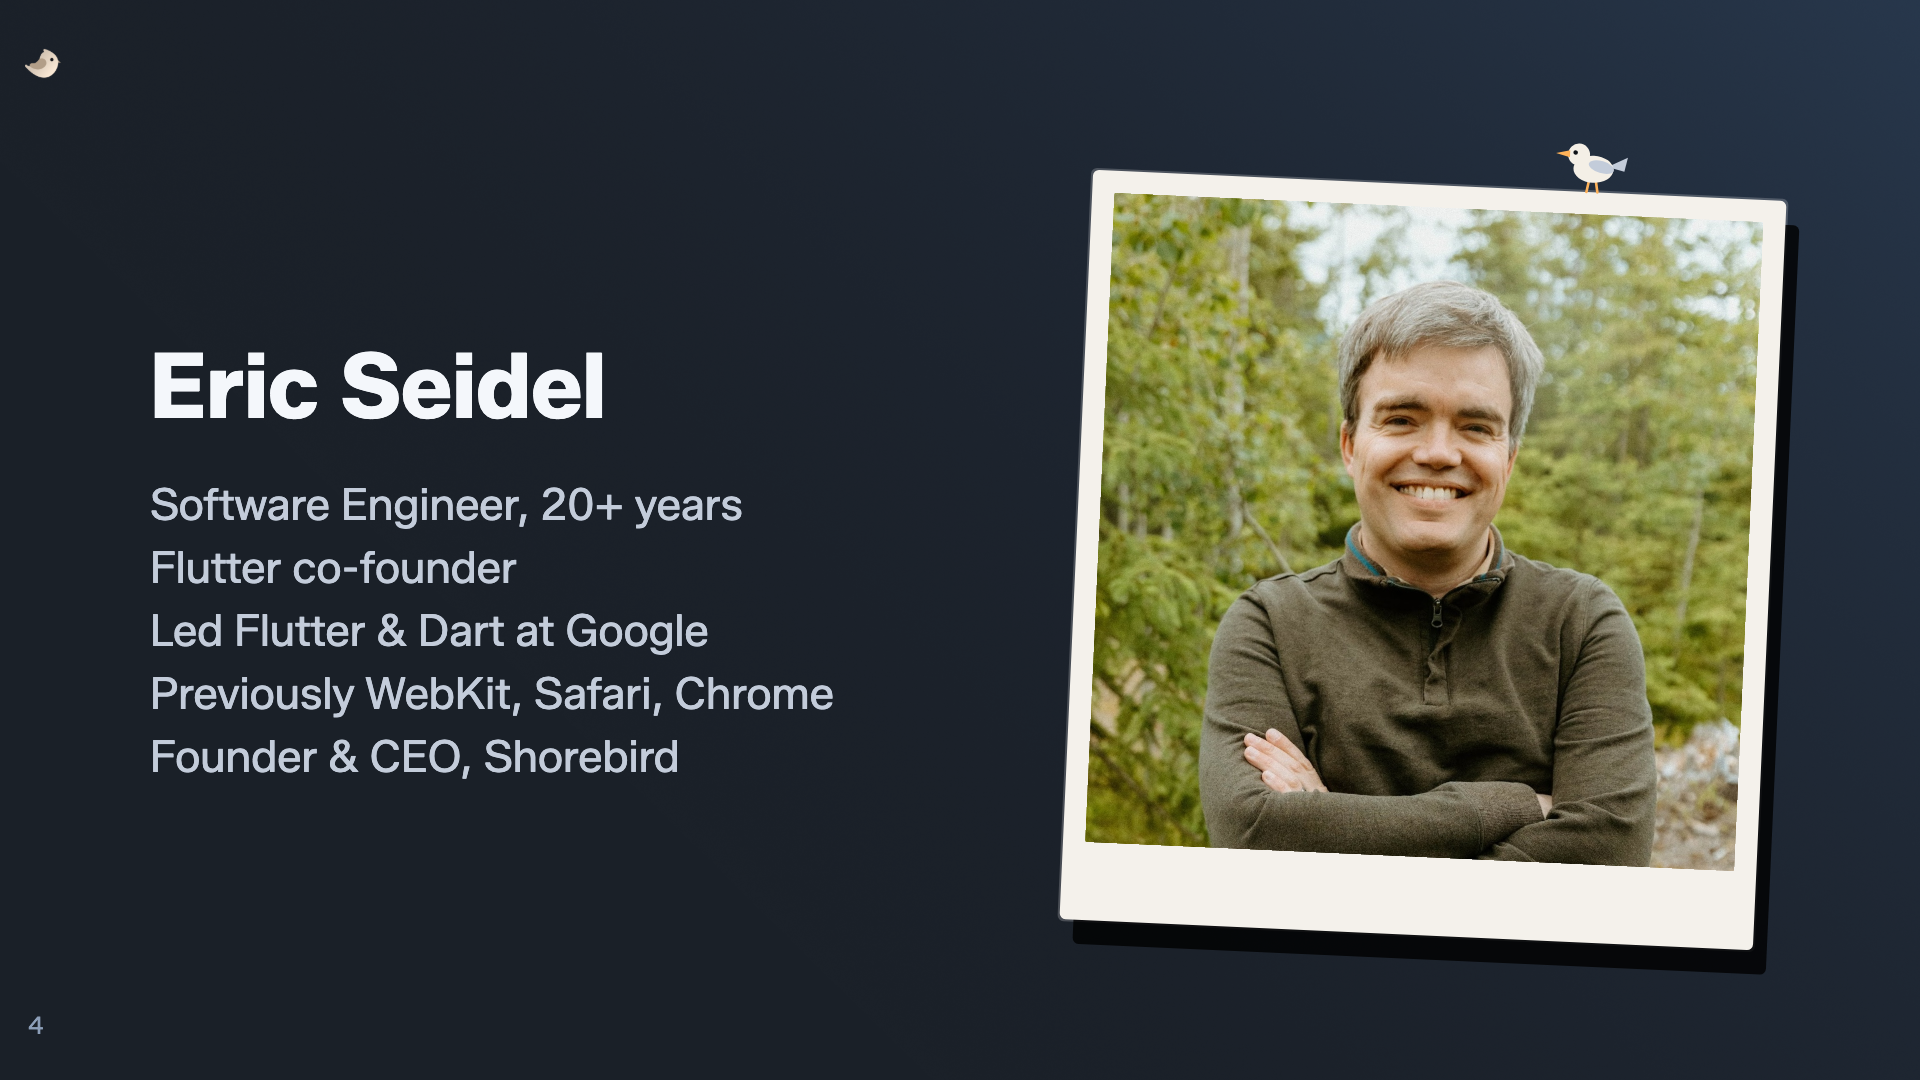 Eric Seidel
Software Engineer, 20+ years
Flutter co-founder
Led Flutter & Dart at Google
Previously WebKit, Safari, Chrome
Founder & CEO, Shorebird
4